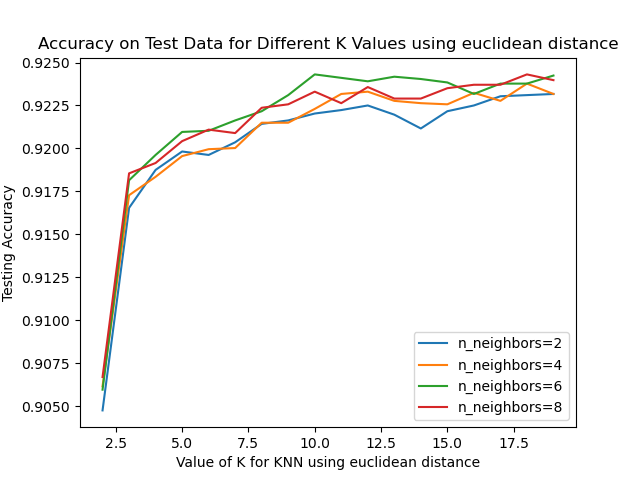 Accuracy on Test Data for Different K Values using euclidean distance
0.9250
0.9225
0.9200
0.9175
0.9150
0.9125
0.9100
0.9075
0.9050
Testing Accuracy
n_neighbors=2
n_neighbors=4
n_neighbors=6
n_neighbors=8
2.5 5.0 7.5 10.0 12.5 15.0 17.5
Value of K for KNN using euclidean distance